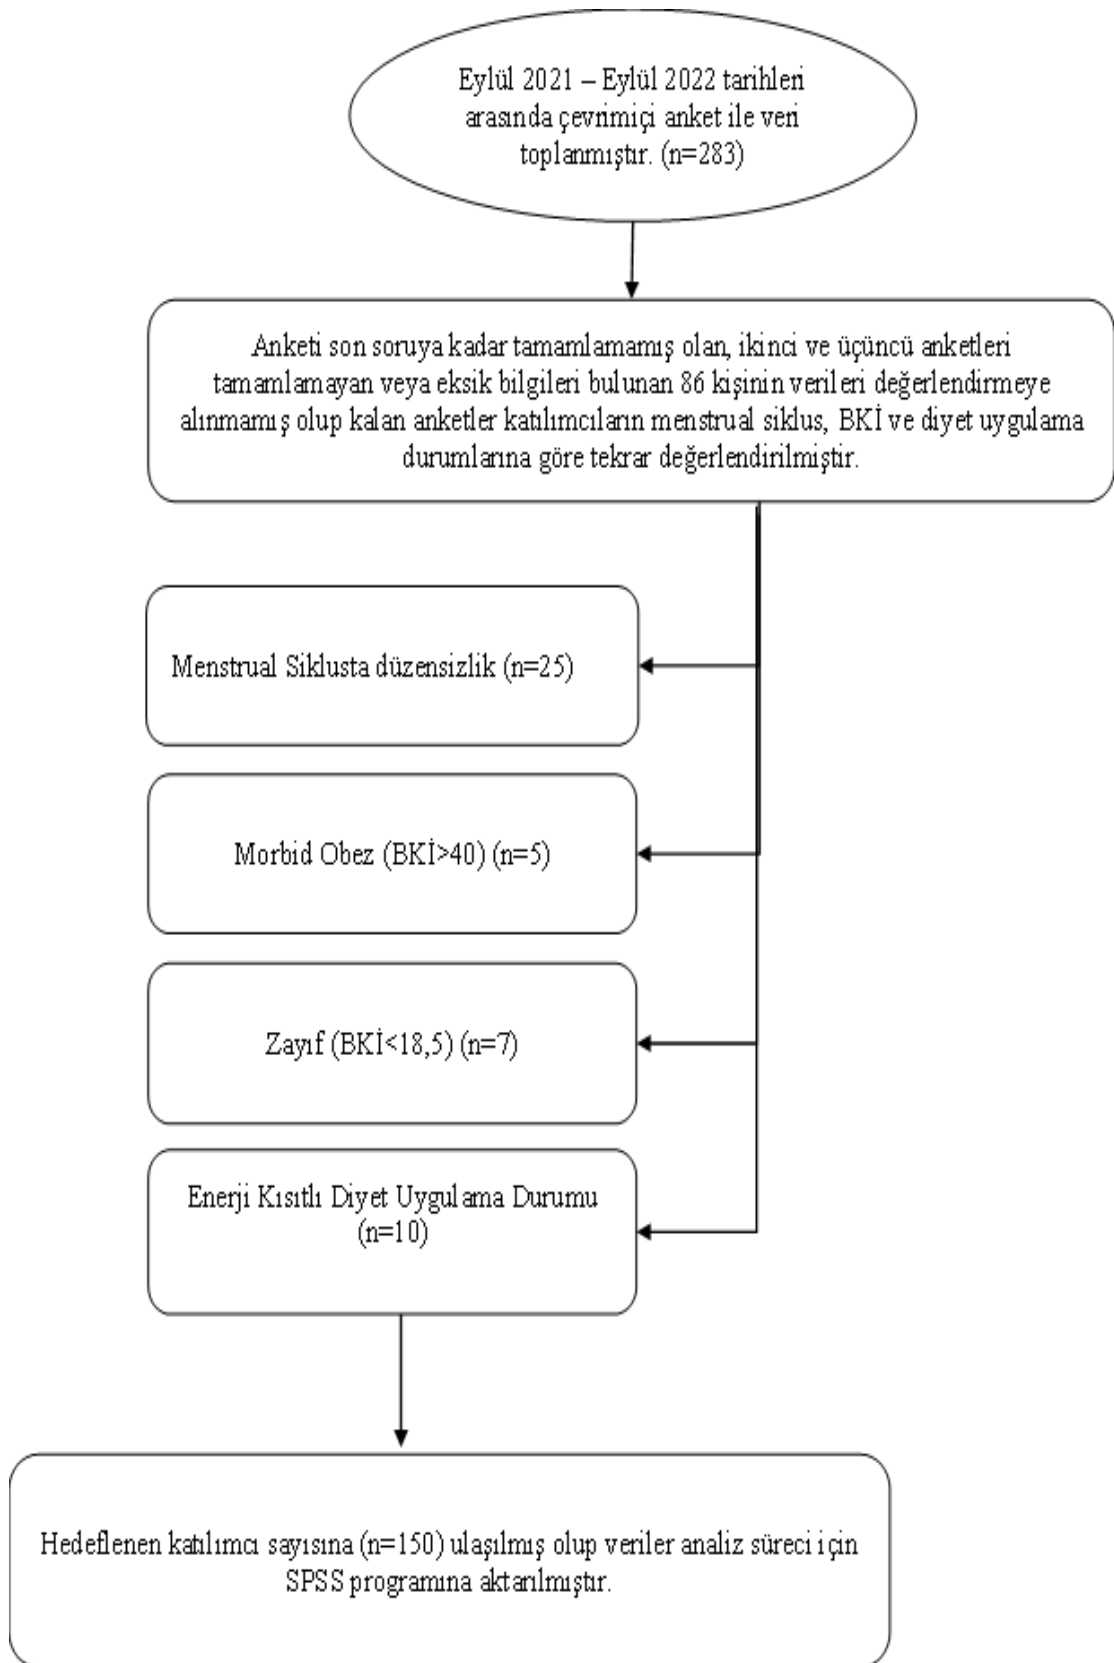 Eylül 2021 – Eylül 2022 tarihleri
arasında çevrimiçi anket ile veri
toplanmıştır. (n=283)
Anketi son soruya kadar tamamlamamış olan, ikinci ve üçüncü anketleri
tamamlamayan veya eksik bilgileri bulunan 86 kişinin verileri değerlendirmeye
alınmamış olup kalan anketler katılımcıların menstrual siklus, BKİ ve diyet uygulama
durumlarına göre tekrar değerlendirilmiştir.
Menstrual Siklusta düzensizlik (n=25)
Morbid Obez (BKİ>40) (n=5)
Zayıf (BKİ<18,5) (n=7)
Enerji Kısıtlı Diyet Uygulama Durumu
(n=10)
Hedeflenen katılımcı sayısına (n=150) ulaşılmış olup veriler analiz süreci için
SPSS programına aktarılmıştır.